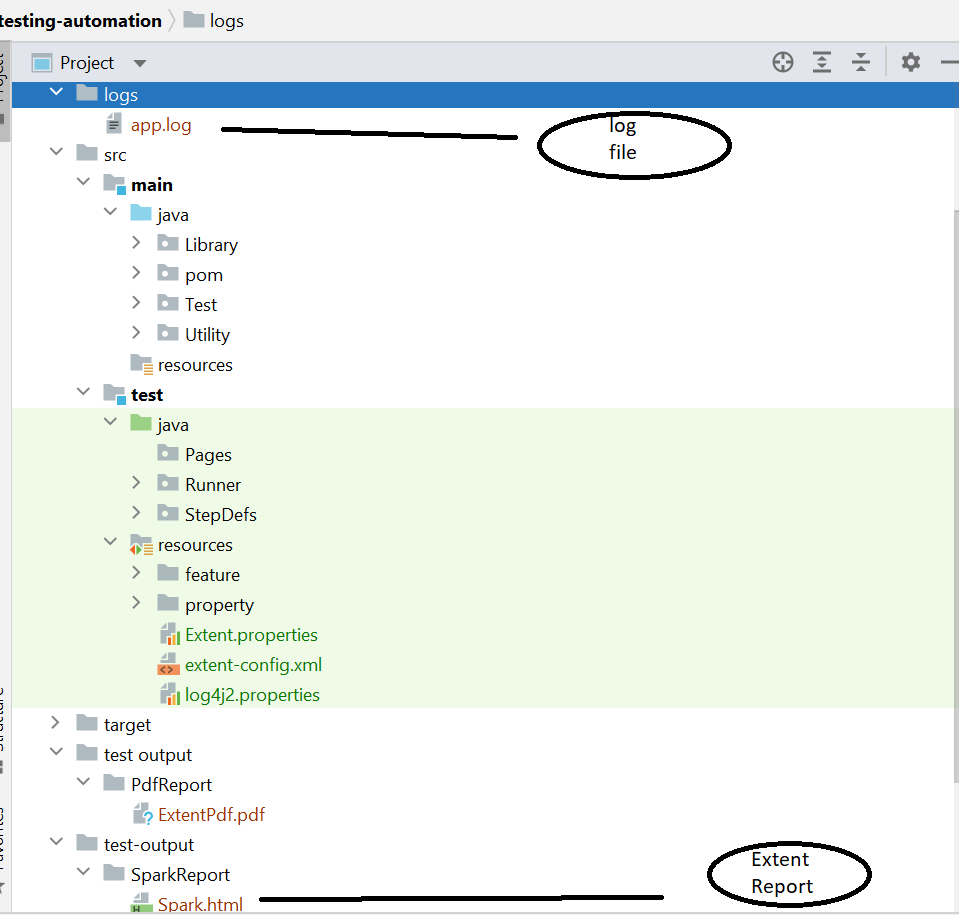 testing-automation logs
Project
logs
app.log
log
file
src
main
java
Library
pom
Test
Utility
resources
test
java
Pages
Runner
StepDefs
resources
feature
property
Extent.properties
extent-config.xml
log4j2.properties
target
test output
PdfReport
ExtentPdf.pdf
test-output
SparkReport
Extent
Report
Spark.html